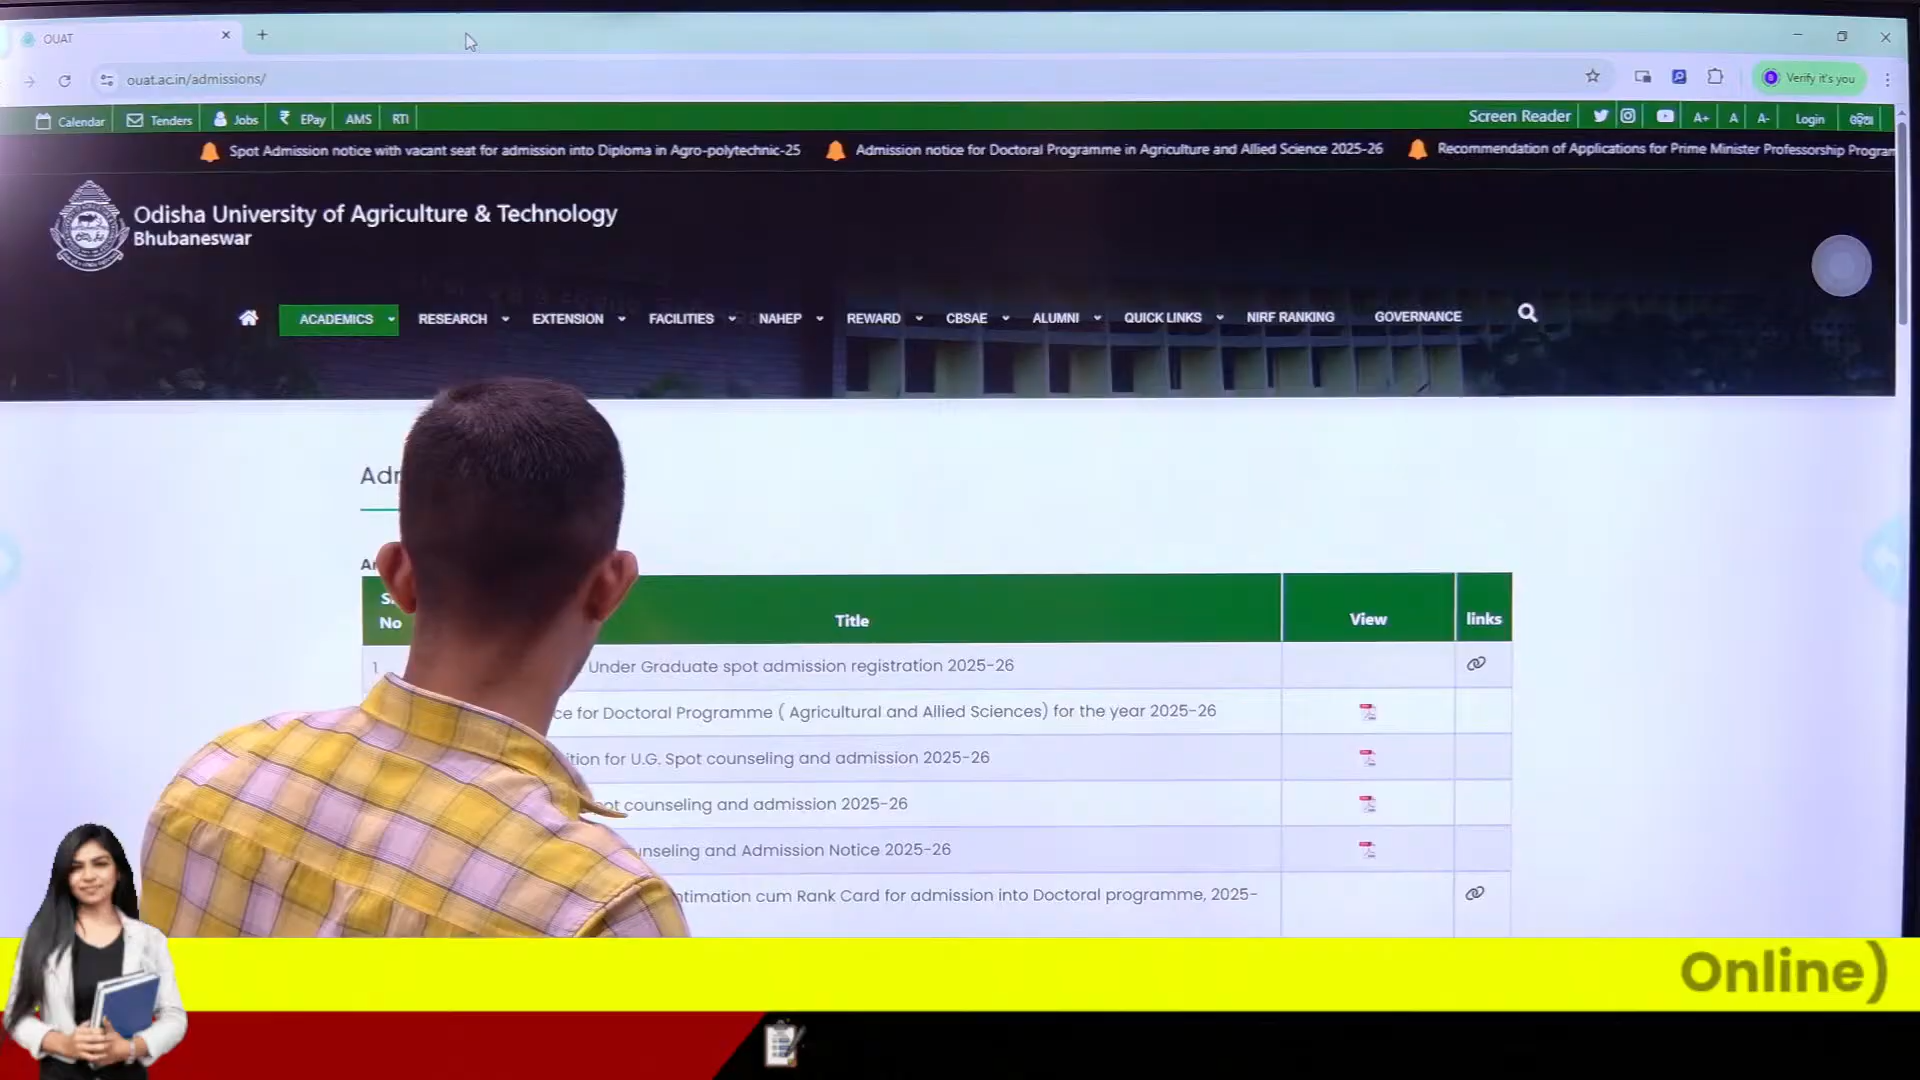 OUAT
ouat.ac.in/admissions/
Verify it's you
Calendar
Tenders
Jobs
EPay
AMS
RTI
Screen Reader
A+
A
A-
Login
ଓଡ଼ିଆ
Spot Admission notice with vacant seat for admission into Diploma in Agro-polytechnic-25
Admission notice for Doctoral Programme in Agriculture and Allied Science 2025-26
Recommendation of Applications for Prime Minister Professorship Program
Odisha University of Agriculture & Technology
Bhubaneswar
ACADEMICS
RESEARCH
EXTENSION
FACILITIES
NAHEP
REWARD
CBSAE
ALUMNI
QUICK LINKS
NIRF RANKING
GOVERNANCE
No
Title
View
links
1
Under Graduate spot admission registration 2025-26
for Doctoral Programme ( Agricultural and Allied Sciences) for the year 2025-26
for U.G. Spot counseling and admission 2025-26
counseling and admission 2025-26
and Admission Notice 2025-26
cum Rank Card for admission into Doctoral programme, 2025-
Online)